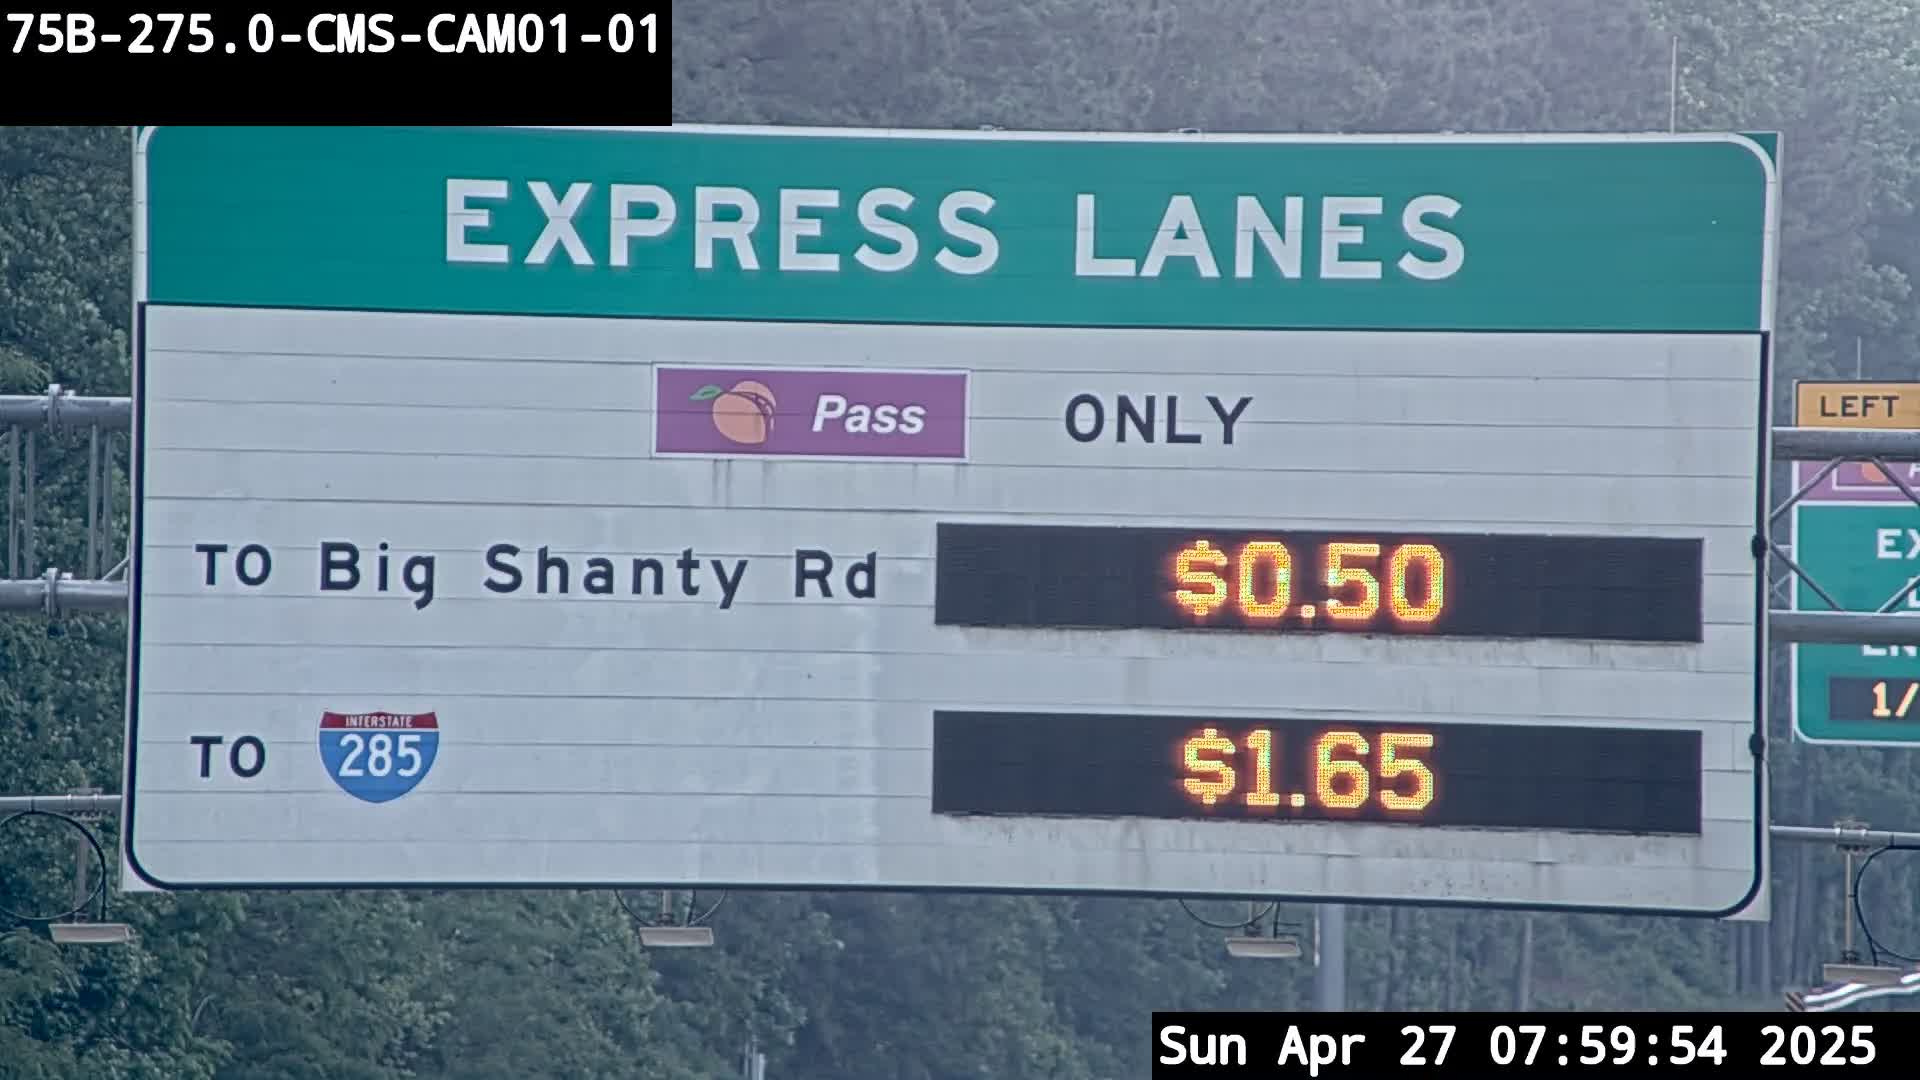 75B-275.0-CMS-CAM01-01
EXPRESS LANES
Pass ONLY
TO Big Shanty Rd $0.50
TO INTERSTATE 285 $1.65
LEFT
1/
Sun Apr 27 07:59:54 2025